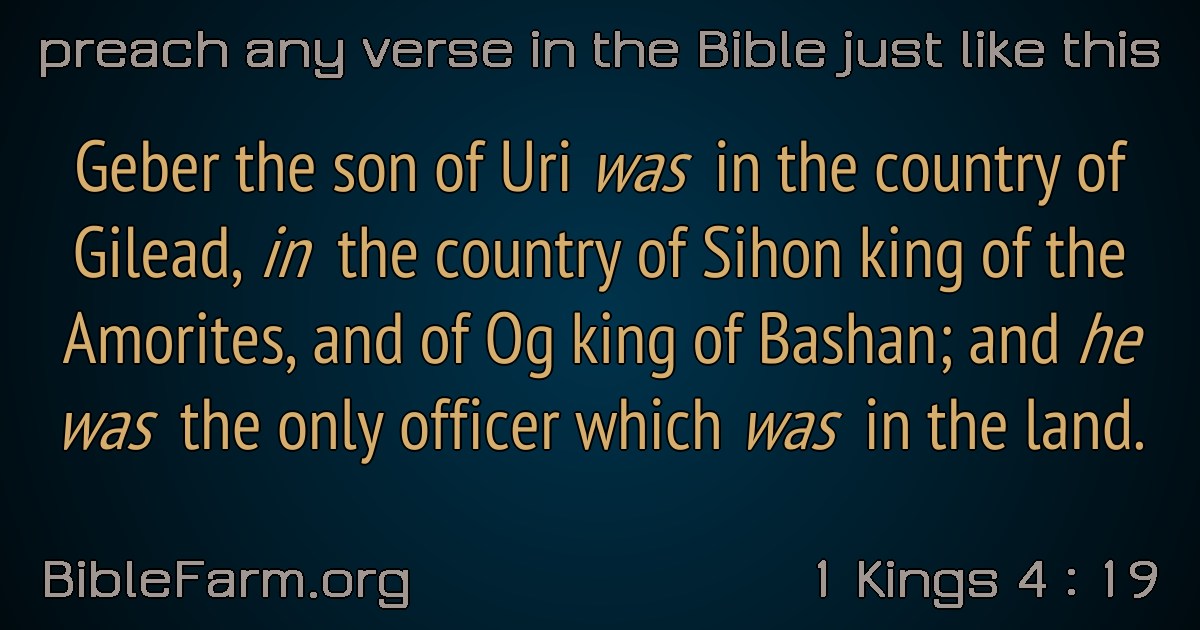 preach any verse in the Bible just like this
Geber the son of Uri was in the country of
Gilead, in the country of Sihon king of the
Amorites, and of Og king of Bashan; and he
was the only officer which was in the land.
BibleFarm.org
1 Kings 4 : 19